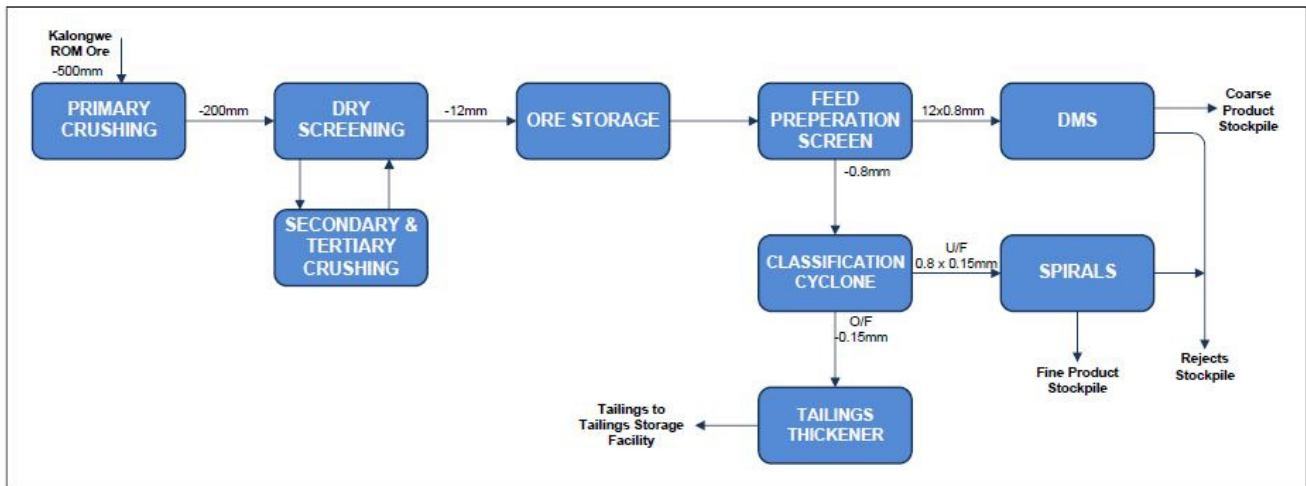 Kalongwe
ROM Ore
-500mm
PRIMARY
CRUSHING
-200mm
DRY
SCREENING
-12mm
ORE STORAGE
FEED
PREPERATION
SCREEN
12x0.8mm
DMS
Coarse
Product
Stockpile
-0.8mm
SECONDARY &
TERTIARY
CRUSHING
CLASSIFICATION
CYCLONE
U/F
0.8 x 0.15mm
SPIRALS
O/F
-0.15mm
Fine Product
Stockpile
Rejects
Stockpile
Tailings to
Tailings Storage
Facility
TAILINGS
THICKENER